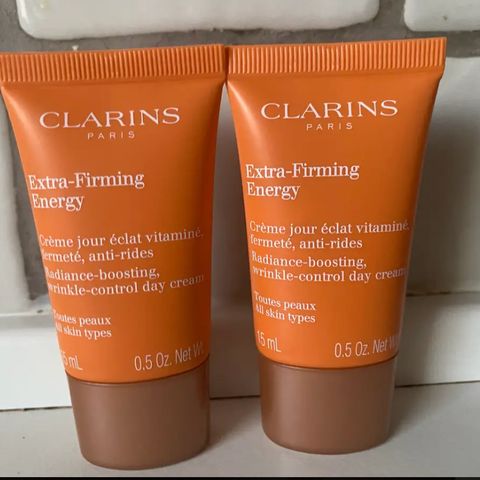 CLARINS
PARIS
Extra-Firming
Energy
Crème jour éclat vitaminé,
fermeté, anti-rides
Radiance-boosting,
wrinkle-control day cream
Toutes peaux
All skin types
5 mL 0.5 Oz. Net Wt.
CLARINS
PARIS
Extra-Firming
Energy
Crème jour éclat vitaminé,
fermeté, anti-rides
Radiance-boosting,
wrinkle-control day cream
Toutes peaux
All skin types
15 mL 0.5 Oz. Net W